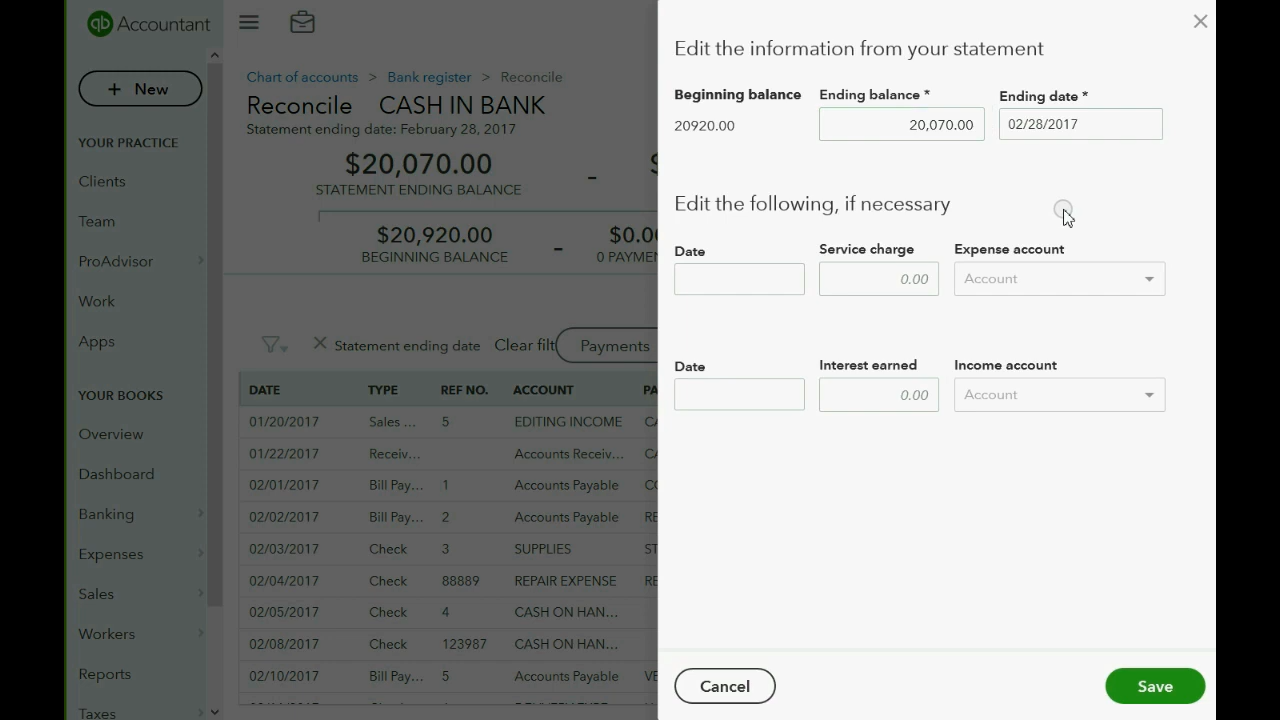 qb Accountant
+ New
YOUR PRACTICE
Clients
Team
ProAdvisor
Work
Apps
YOUR BOOKS
Overview
Dashboard
Banking
Expenses
Sales
Workers
Reports
Taxes
Chart of accounts > Bank register > Reconcile
Reconcile CASH IN BANK
Statement ending date: February 28, 2017
$20,070.00 - $
STATEMENT ENDING BALANCE
$20,920.00 - $0.0
BEGINNING BALANCE 0 PAYMEN
Statement ending date Clear filt Payments
DATE TYPE REF NO. ACCOUNT PA
01/20/2017 Sales ... 5 EDITING INCOME CA
01/22/2017 Receiv... Accounts Receiv... CA
02/01/2017 Bill Pay... 1 Accounts Payable CO
02/02/2017 Bill Pay... 2 Accounts Payable RE
02/03/2017 Check 3 SUPPLIES ST
02/04/2017 Check 88889 REPAIR EXPENSE RE
02/05/2017 Check 4 CASH ON HAN...
02/08/2017 Check 123987 CASH ON HAN...
02/10/2017 Bill Pay... 5 Accounts Payable VE
Edit the information from your statement
Beginning balance Ending balance * Ending date *
20920.00 20,070.00 02/28/2017
Edit the following, if necessary
Date Service charge Expense account
0.00 Account
Date Interest earned Income account
0.00 Account
Cancel Save